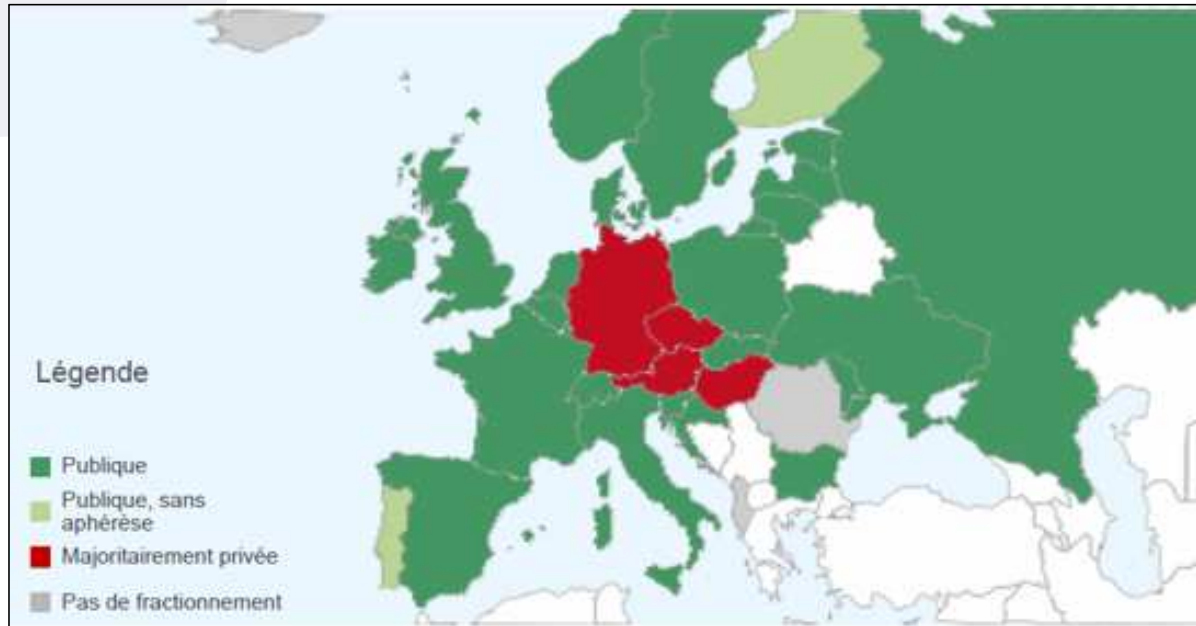 Légende
Publique
Publique, sans
aphérèse
Majoritairement privée
Pas de fractionnement